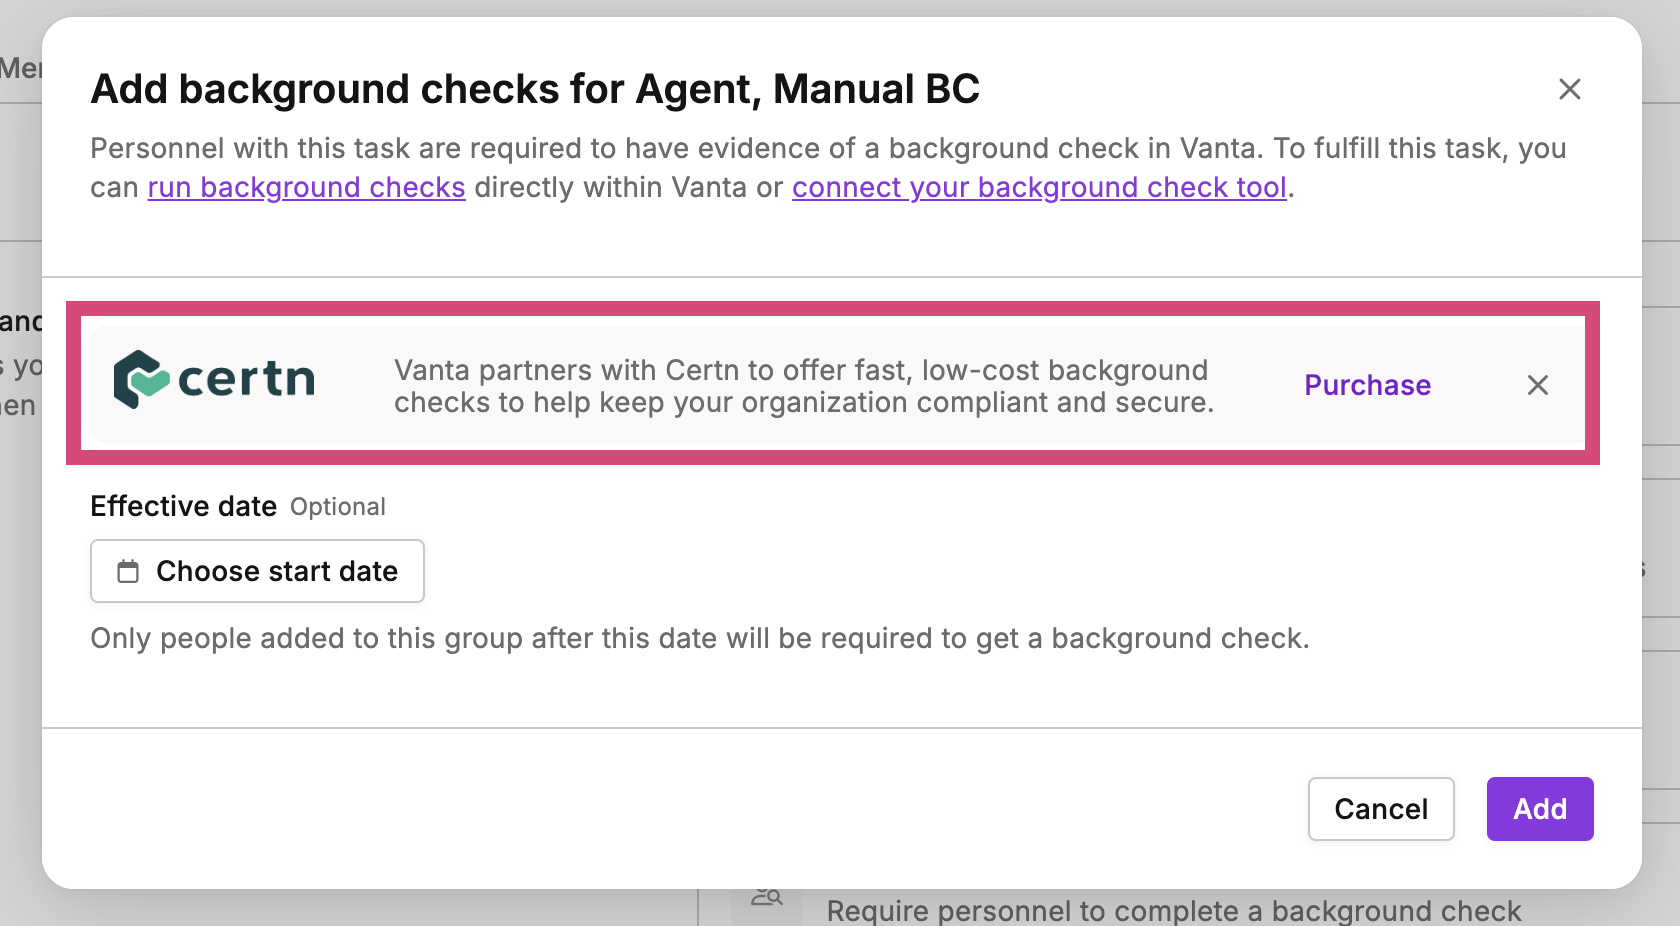 Add background checks for Agent, Manual BC
Personnel with this task are required to have evidence of a background check in Vanta. To fulfill this task, you
can run background checks directly within Vanta or connect your background check tool.
certn
Vanta partners with Certn to offer fast, low-cost background
checks to help keep your organization compliant and secure.
Purchase
Effective date Optional
Choose start date
Only people added to this group after this date will be required to get a background check.
Cancel
Add
Require personnel to complete a background check